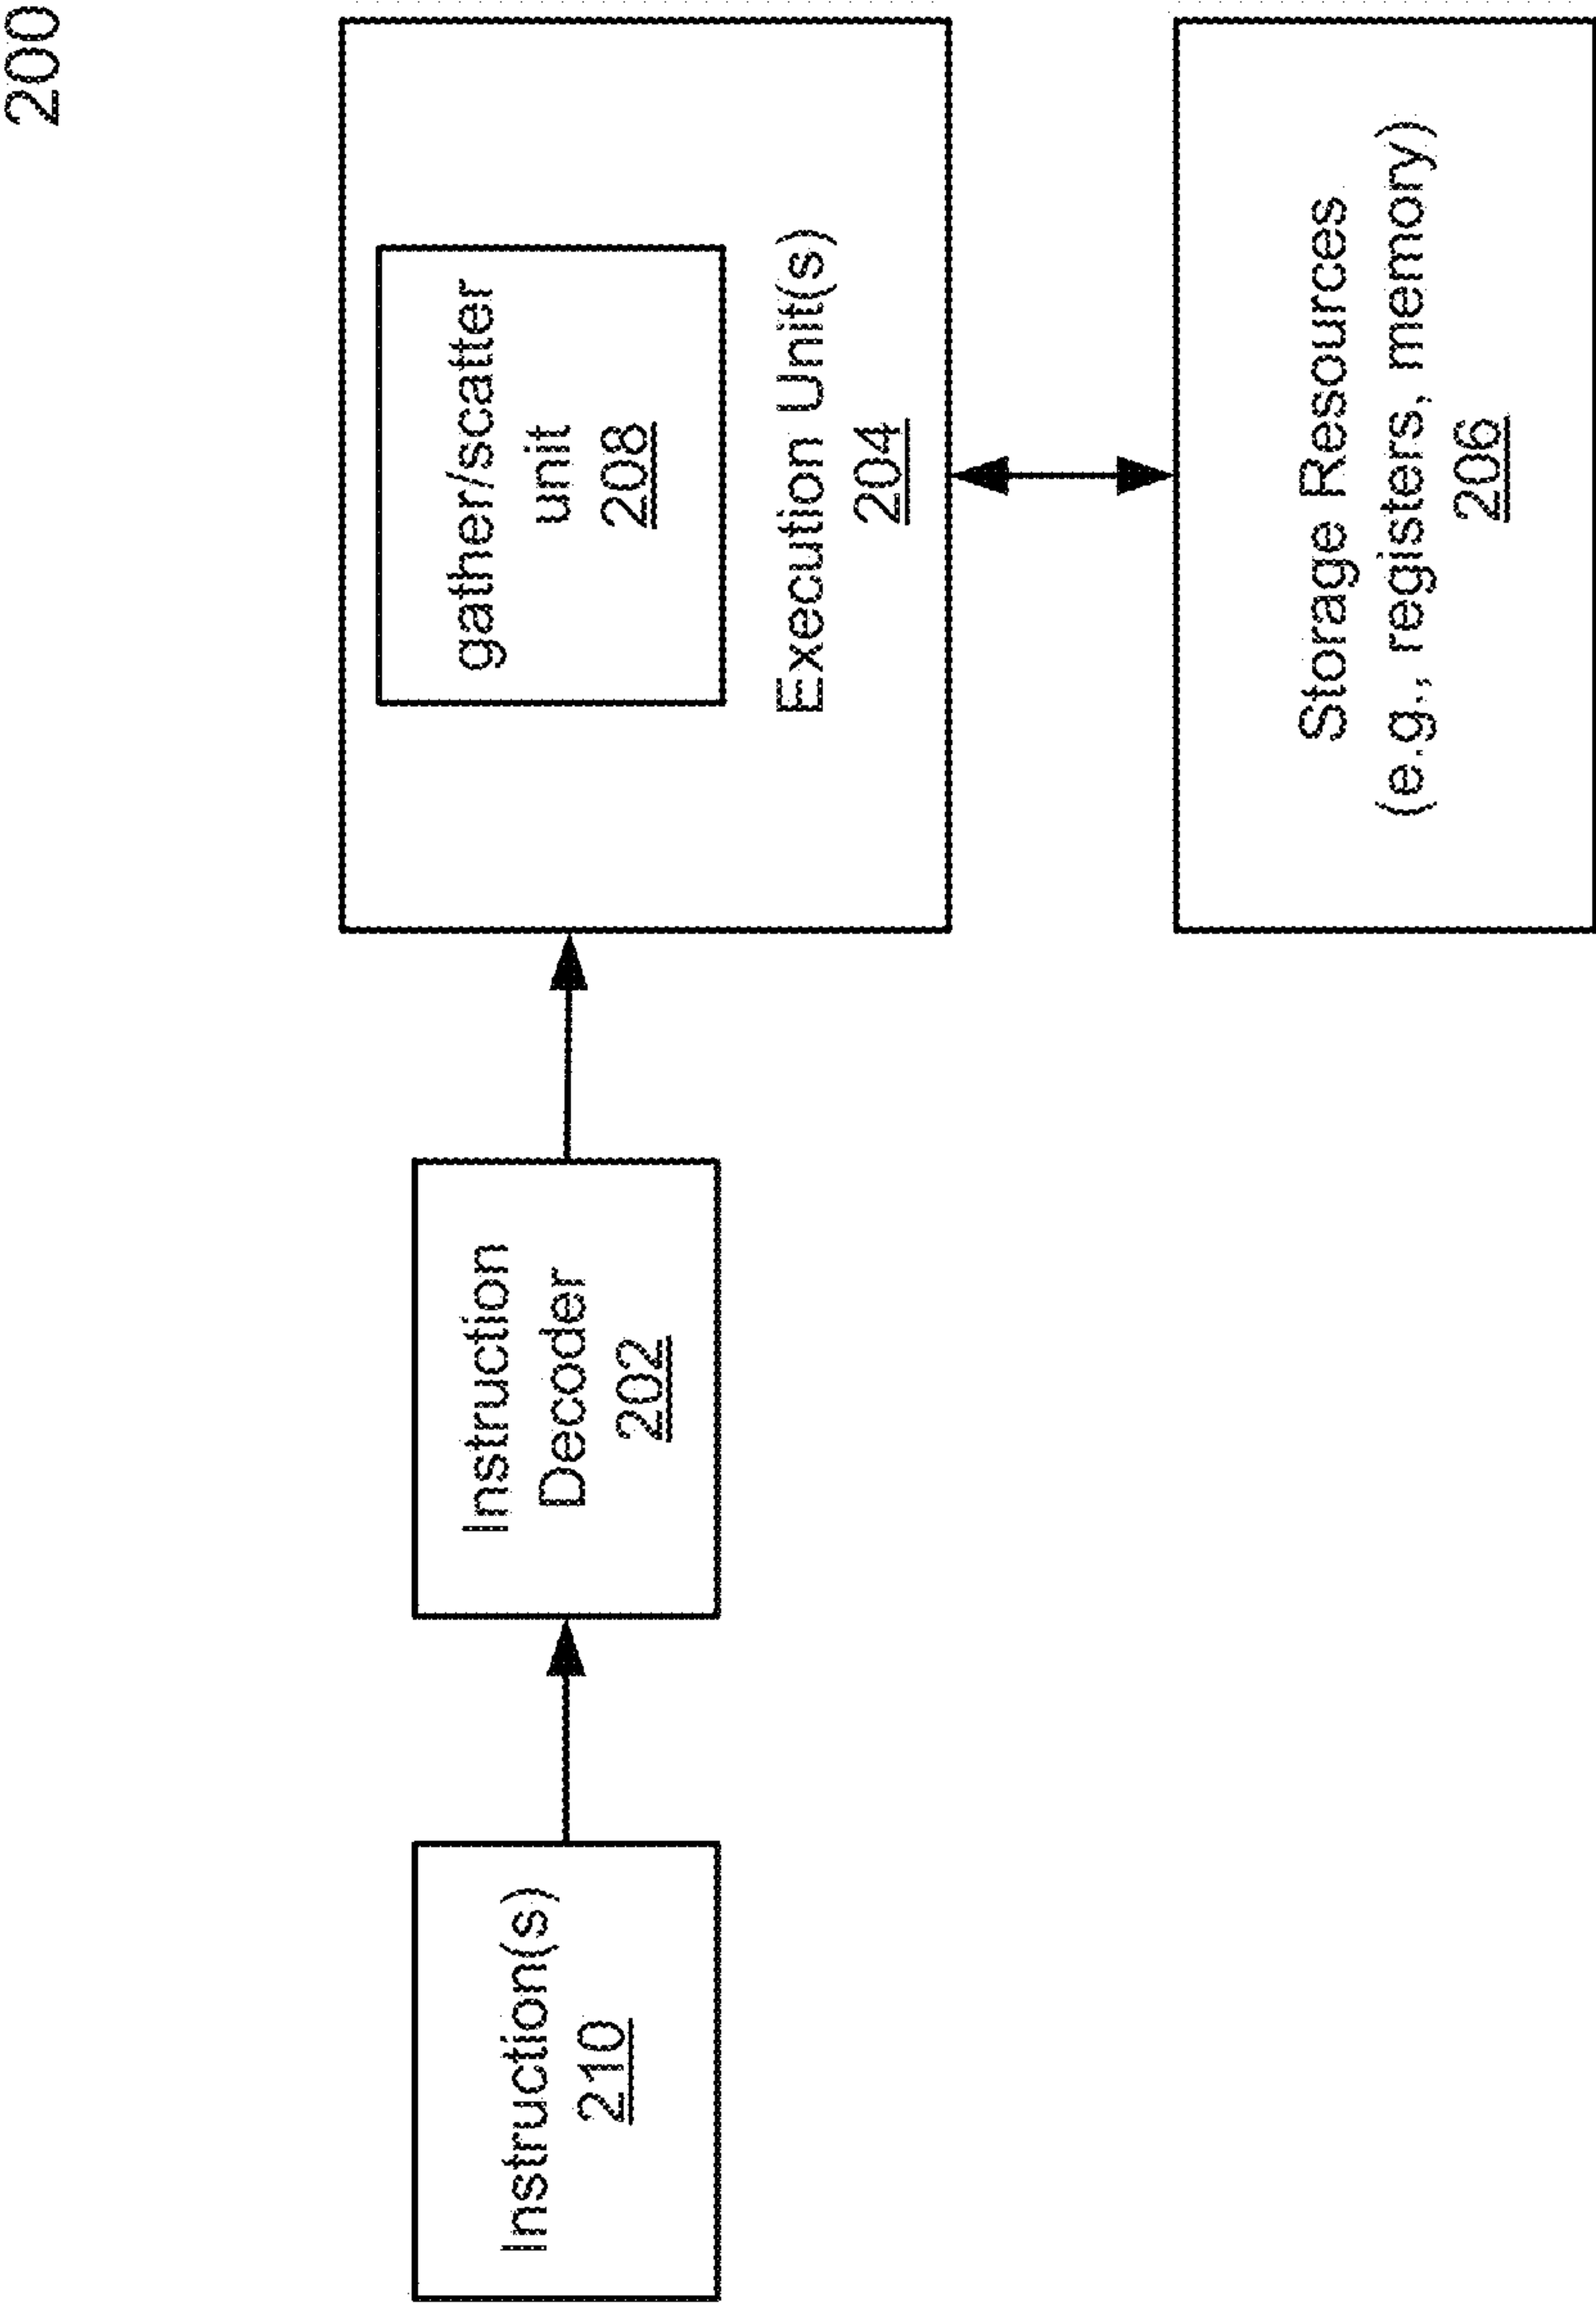 200
Instruction(s)
210
Instruction
Decoder
202
gather/scatter
unit
208
Execution Unit(s)
204
Storage Resources
(e.g., registers, memory)
206